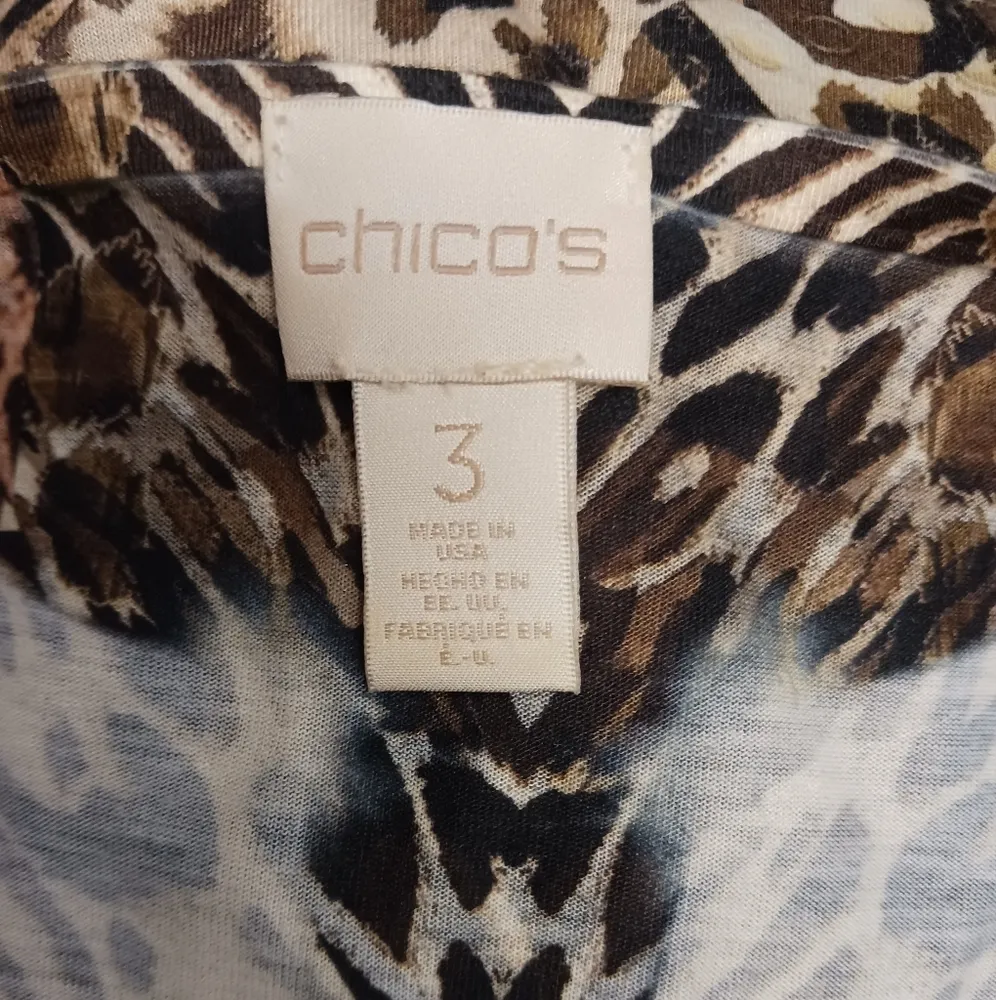 chico's
3
MADE IN
USA
HECHO EN
EE. UU.
FABRIQUÉ EN
É.-U.